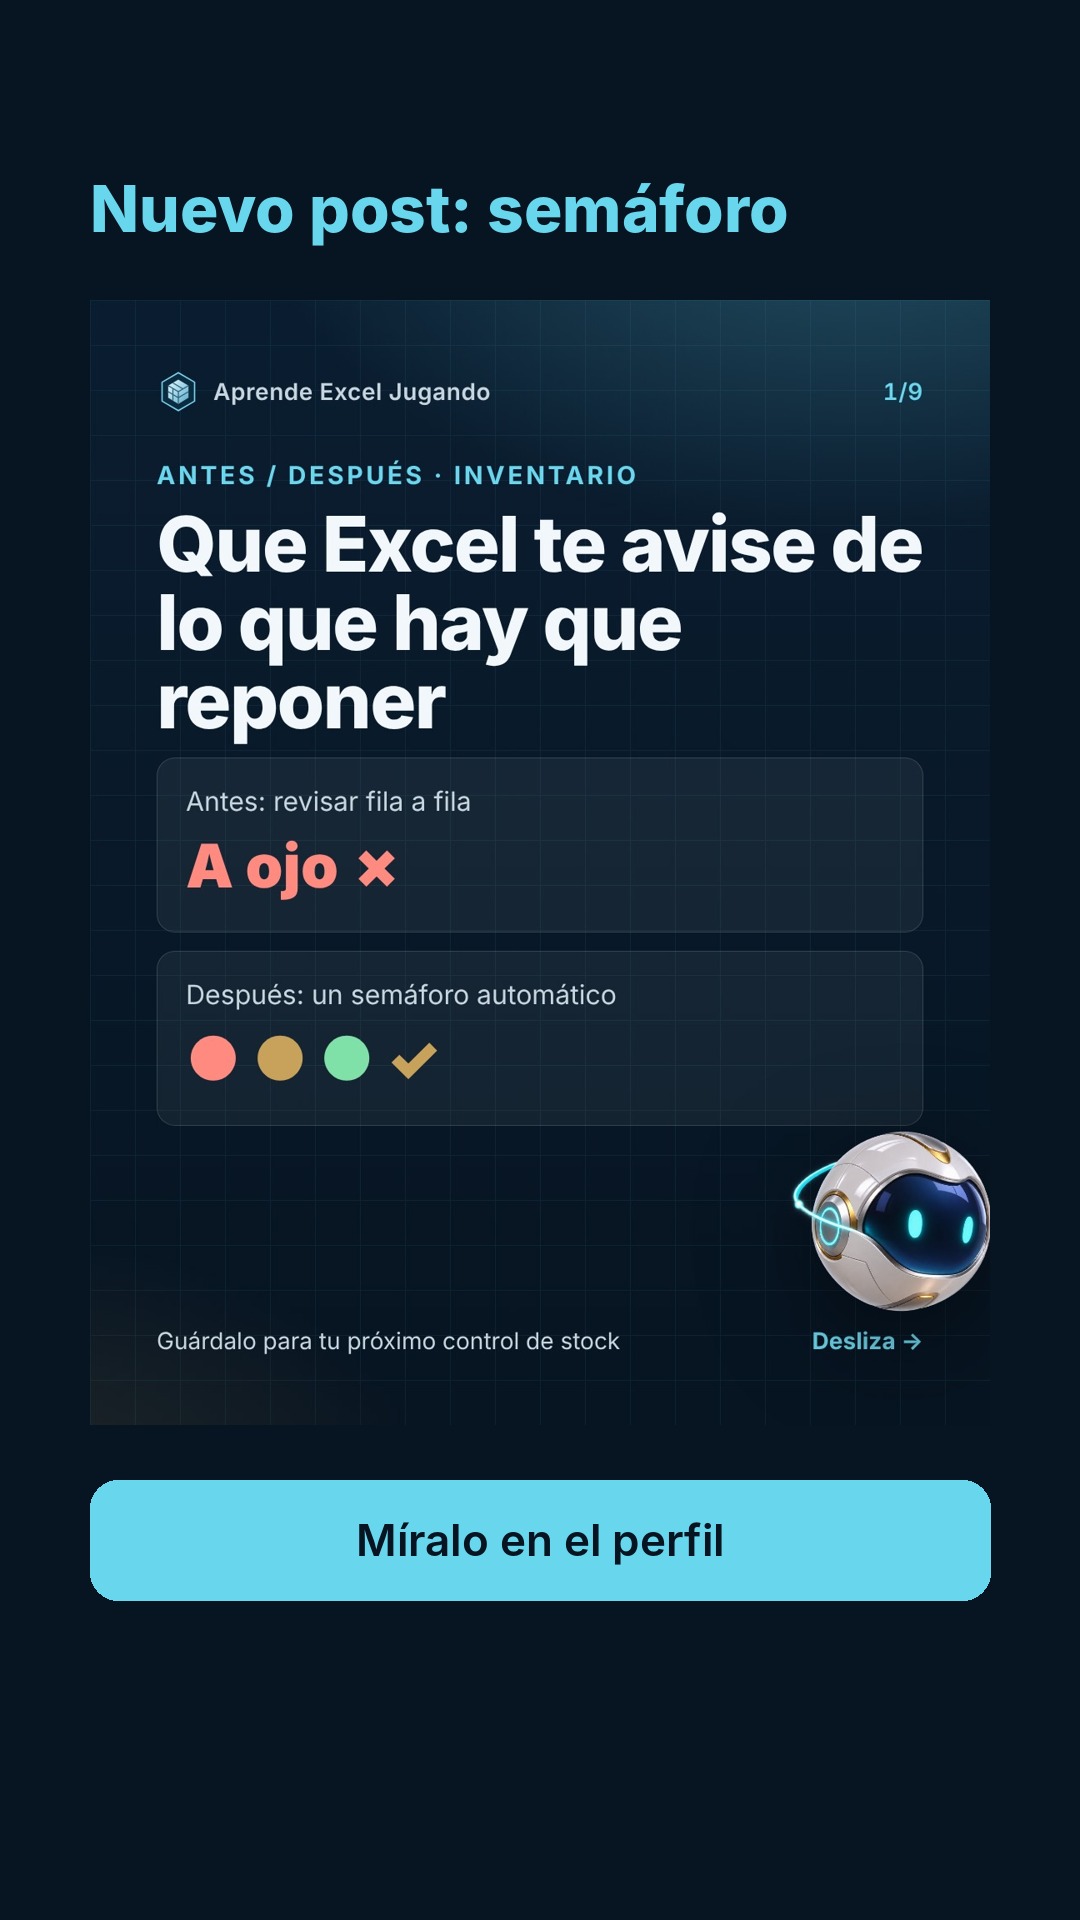 Nuevo post: semáforo
Aprende Excel Jugando
1/9
ANTES / DESPUÉS · INVENTARIO
Que Excel te avise de
lo que hay que
reponer
Antes: revisar fila a fila
A ojo ✖
Después: un semáforo automático
Guárdalo para tu próximo control de stock
Desliza →
Míralo en el perfil